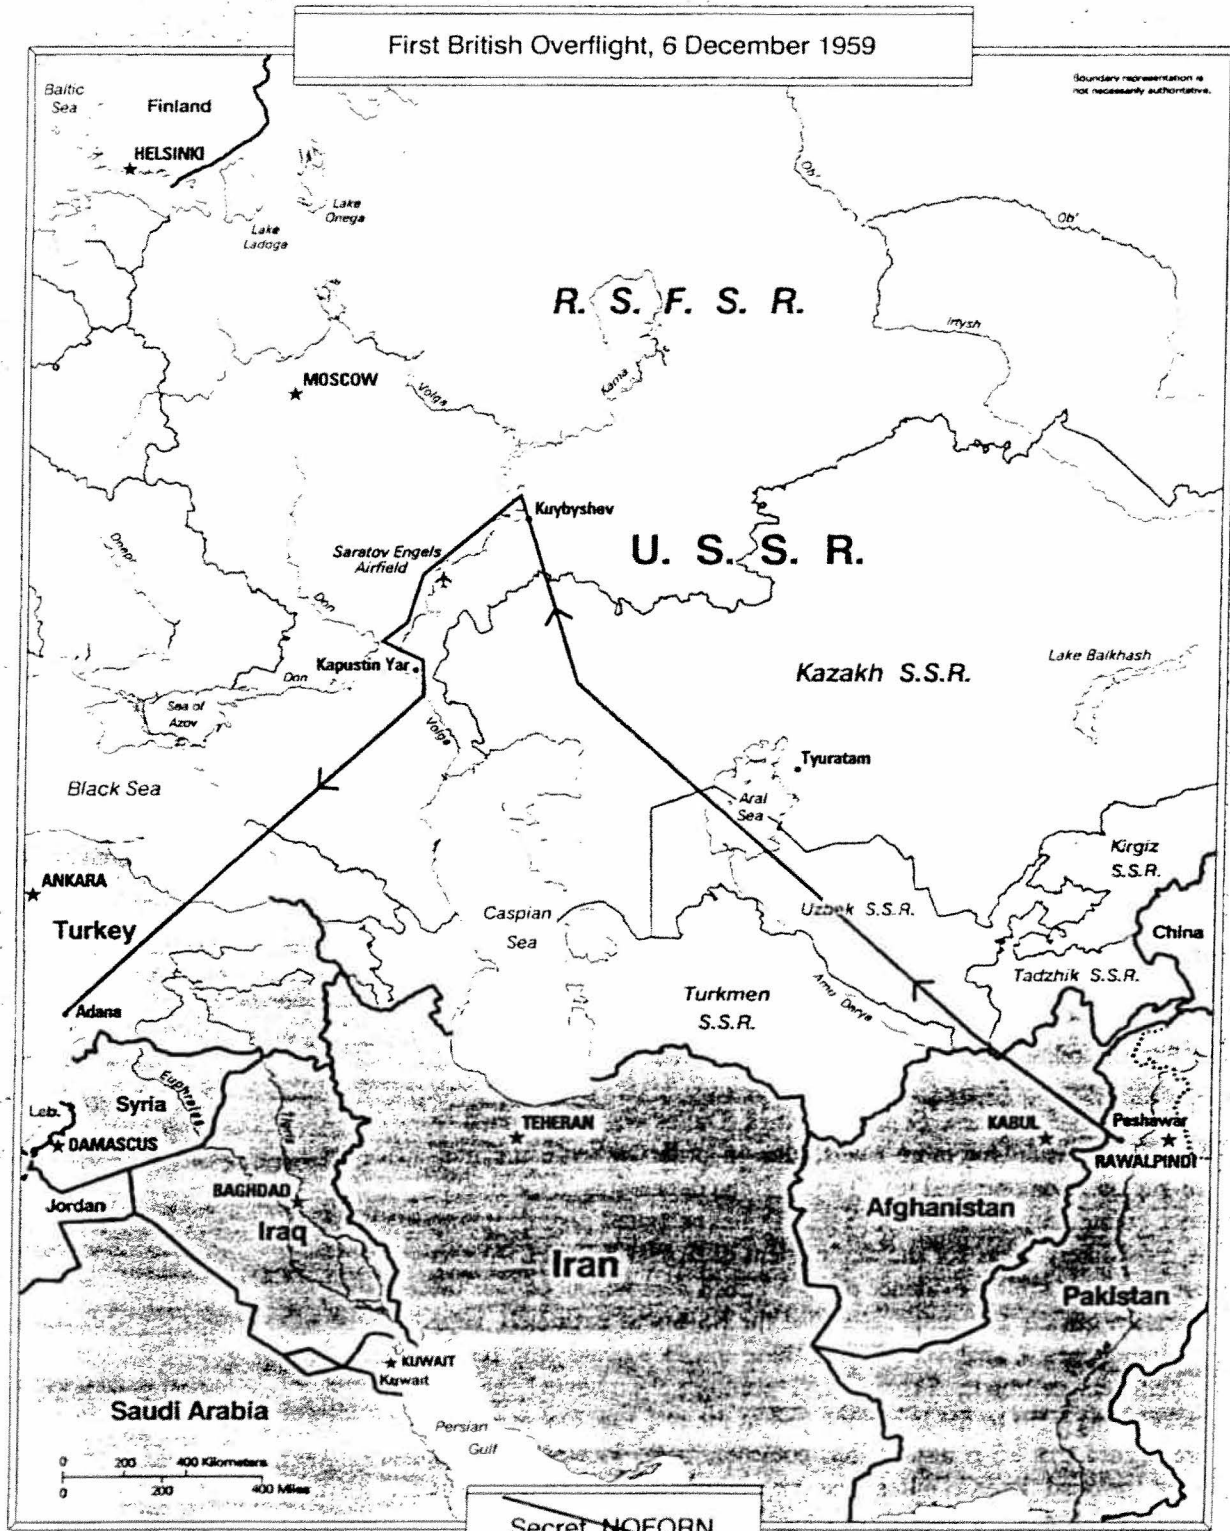 First British Overflight, 6 December 1959
Boundary representation is
not necessarily authoritative.
Baltic
Sea
Finland
HELSINKI
Lake
Onega
Lake
Ladoga
Ob'
Ob'
R. S. F. S. R.
Irtysh
MOSCOW
Volga
Kama
Kuybyshev
Saratov Engels
Airfield
U. S. S. R.
Dnepr
Don
Kapustin Yar
Don
Kazakh S.S.R.
Lake Balkhash
Sea of
Azov
Volga
Tyuratam
Black Sea
Aral
Sea
Kirgiz
S.S.R.
ANKARA
Turkey
Caspian
Sea
Uzbek S.S.R.
China
Tadzhik S.S.R.
Turkmen
S.S.R.
Amu Darya
Adana
Euphrates
Leb.
Syria
DAMASCUS
TEHERAN
KABUL
Peshawar
RAWALPINDI
Jordan
BAGHDAD
Iraq
Afghanistan
Iran
Pakistan
KUWAIT
Kuwait
Saudi Arabia
Persian
Gulf
0 200 400 Kilometers
0 200 400 Miles
Secret NOFORN